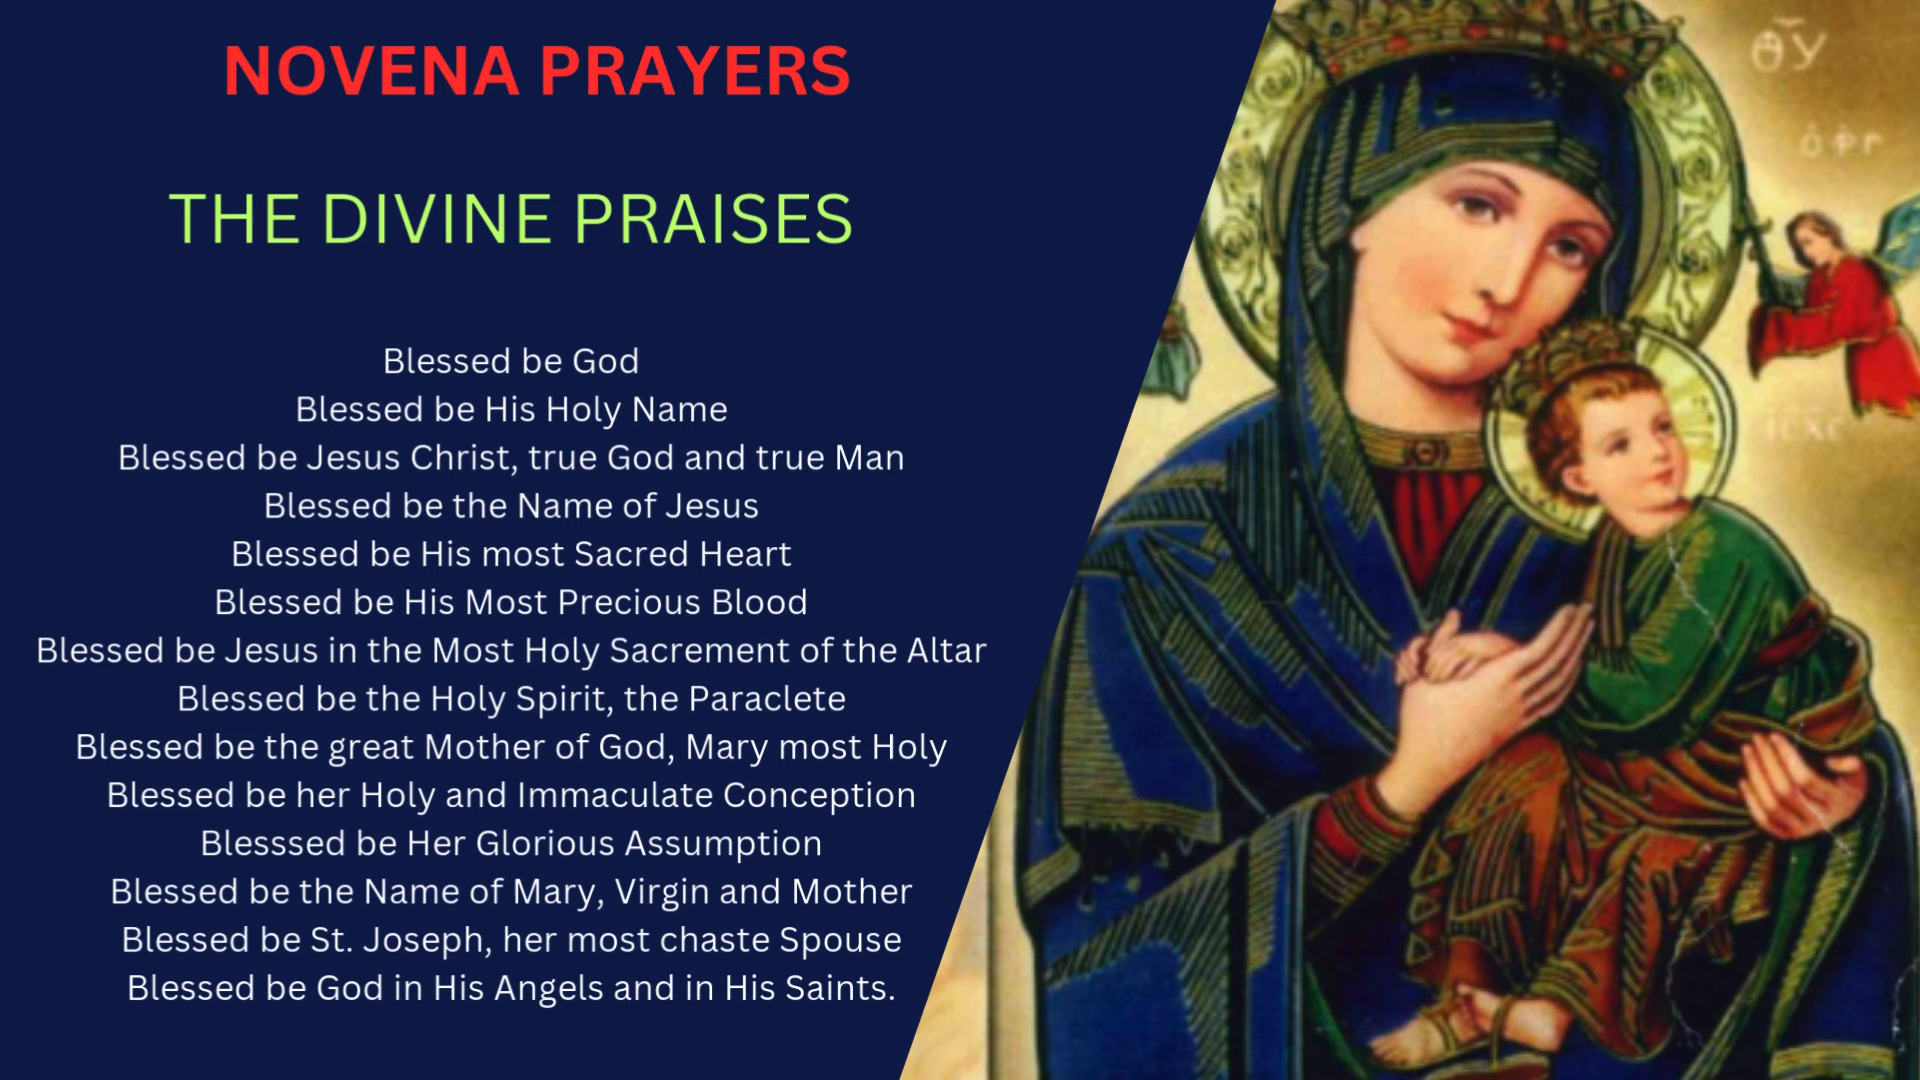 NOVENA PRAYERS
THE DIVINE PRAISES
Blessed be God
Blessed be His Holy Name
Blessed be Jesus Christ, true God and true Man
Blessed be the Name of Jesus
Blessed be His most Sacred Heart
Blessed be His Most Precious Blood
Blessed be Jesus in the Most Holy Sacrement of the Altar
Blessed be the Holy Spirit, the Paraclete
Blessed be the great Mother of God, Mary most Holy
Blessed be her Holy and Immaculate Conception
Blesssed be Her Glorious Assumption
Blessed be the Name of Mary, Virgin and Mother
Blessed be St. Joseph, her most chaste Spouse
Blessed be God in His Angels and in His Saints.